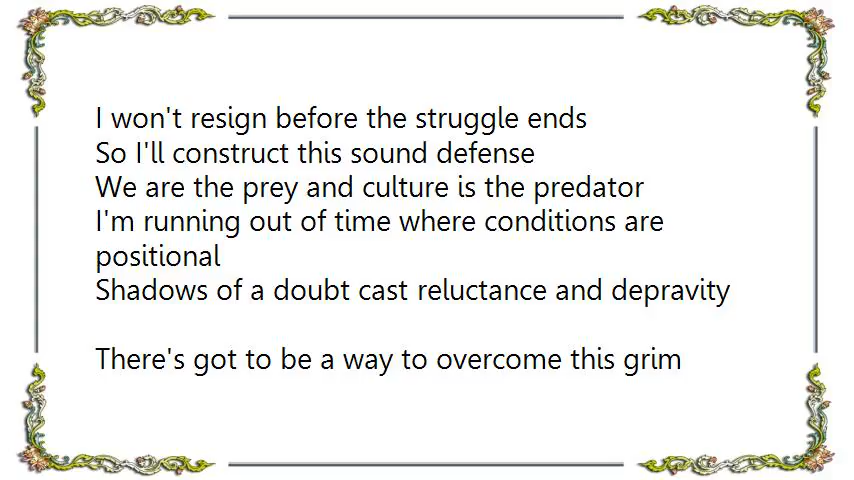 I won't resign before the struggle ends
So I'll construct this sound defense
We are the prey and culture is the predator
I'm running out of time where conditions are
positional
Shadows of a doubt cast reluctance and depravity
There's got to be a way to overcome this grim